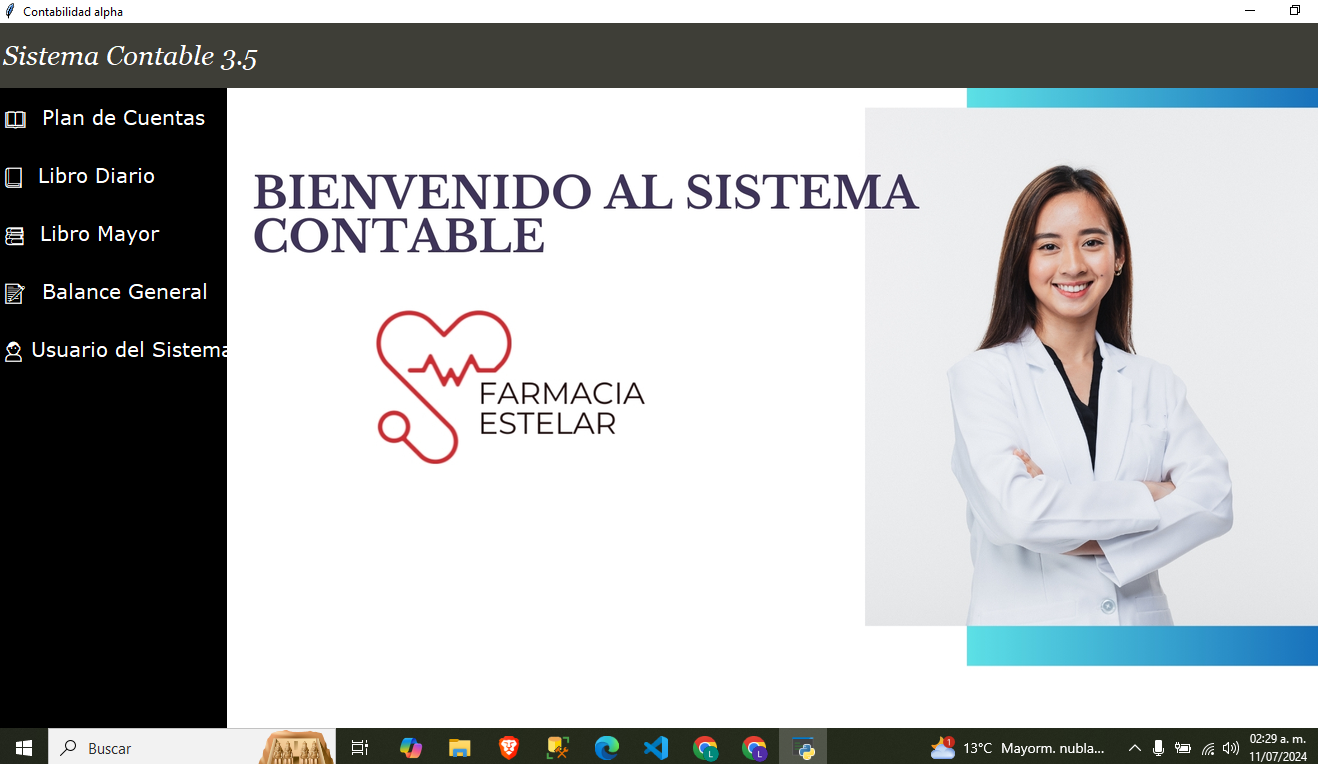 Contabilidad alpha
Sistema Contable 3.5
Plan de Cuentas
Libro Diario
Libro Mayor
Balance General
Usuario del Sistema
BIENVENIDO AL SISTEMA
CONTABLE
FARMACIA
ESTELAR
Buscar
L
L
1
13°C Mayorm. nubla...
02:29 a. m.
11/07/2024